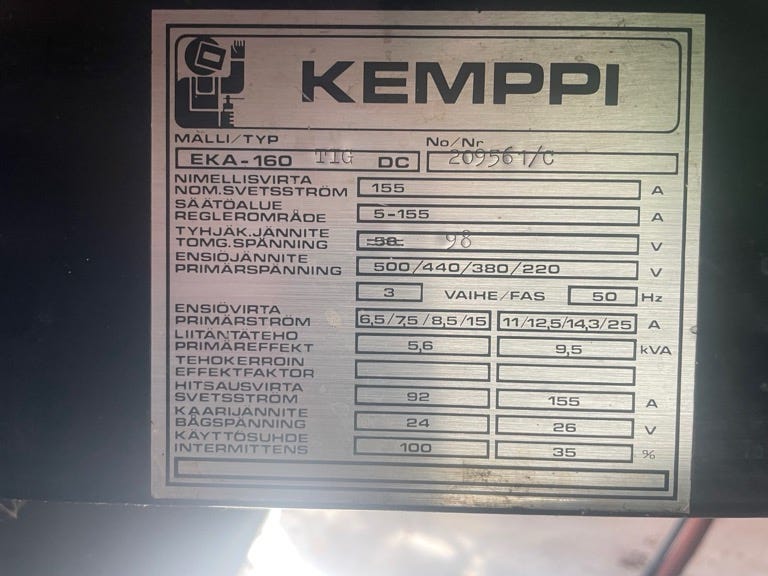 KEMPPI
MALLI/TYP No/Nr
EKA-160 TIG DC 209561/C
NIMELLISVIRTA
NOM.SVETSSTRÖM 155 A
SÄÄTÖALUE
REGLEROMRÅDE 5-155 A
TYHJÄK.JÄNNITE
TOMG.SPÄNNING 58 98 V
ENSIÖJÄNNITE
PRIMÄRSPÄNNING 500/440/380/220 V
3 VAIHE/FAS 50 Hz
ENSIÖVIRTA
PRIMÄRSTRÖM 6,5/7,5/8,5/15 11/12,5/14,3/25 A
LIITÄNTÄTEHO
PRIMÄREFFEKT 5,6 9,5 kVA
TEHOKERROIN
EFFEKTFAKTOR
HITSAUSVIRTA
SVETSSTRÖM 92 155 A
KAARIJÄNNITE
BÅGSPÄNNING 24 26 V
KÄYTTÖSUHDE
INTERMITTENS 100 35 %